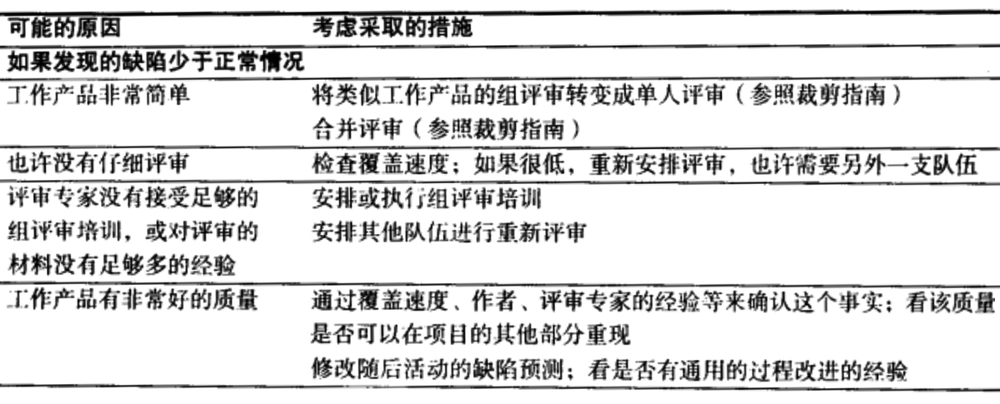 可能的原因 考虑采取的措施
如果发现的缺陷少于正常情况
工作产品非常简单 将类似工作产品的组评审转变成单人评审(参照裁剪指南)
合并评审(参照裁剪指南)
也许没有仔细评审 检查覆盖速度;如果很低,重新安排评审,也许需要另外一支队伍
评审专家没有接受足够的 安排或执行组评审培训
组评审培训,或对评审的 安排其他队伍进行重新评审
材料没有足够多的经验
工作产品有非常好的质量 通过覆盖速度、作者、评审专家的经验等来确认这个事实;看该质量
是否可以在项目的其他部分重现
修改随后活动的缺陷预测;看是否有通用的过程改进的经验